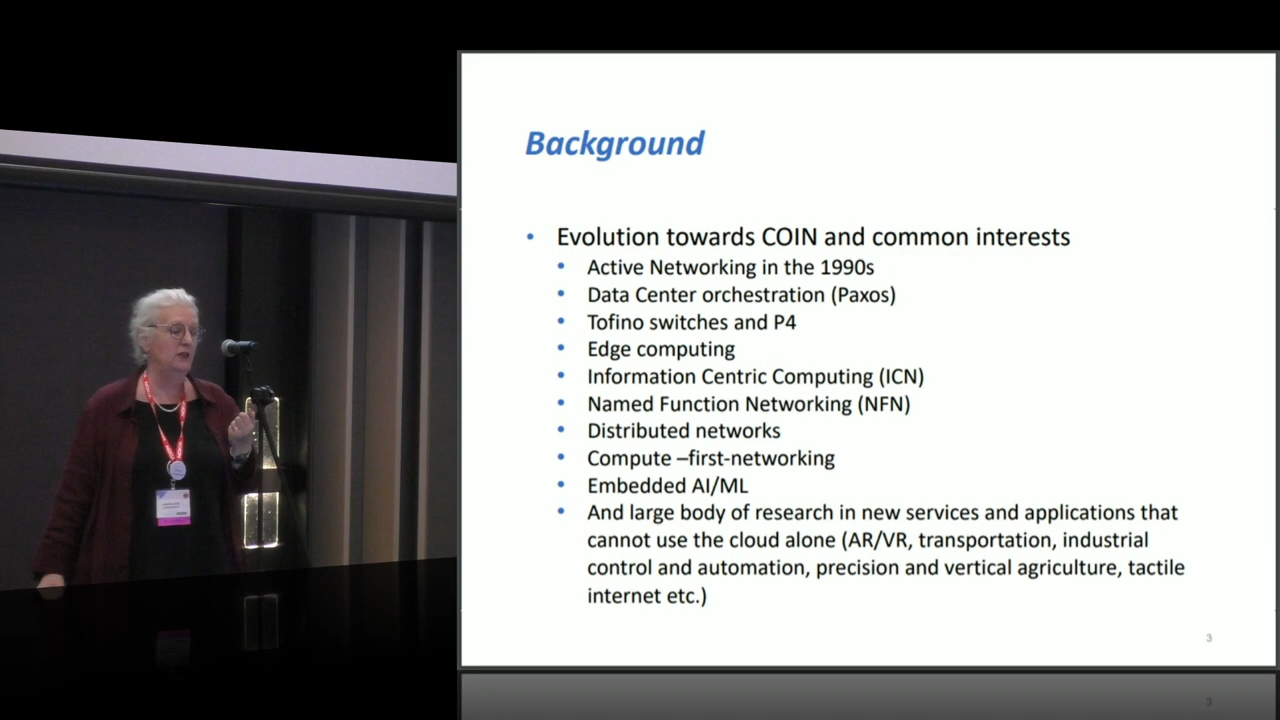 Background
• Evolution towards COIN and common interests
• Active Networking in the 1990s
• Data Center orchestration (Paxos)
• Tofino switches and P4
• Edge computing
• Information Centric Computing (ICN)
• Named Function Networking (NFN)
• Distributed networks
• Compute –first-networking
• Embedded AI/ML
• And large body of research in new services and applications that
cannot use the cloud alone (AR/VR, transportation, industrial
control and automation, precision and vertical agriculture, tactile
internet etc.)
3
3